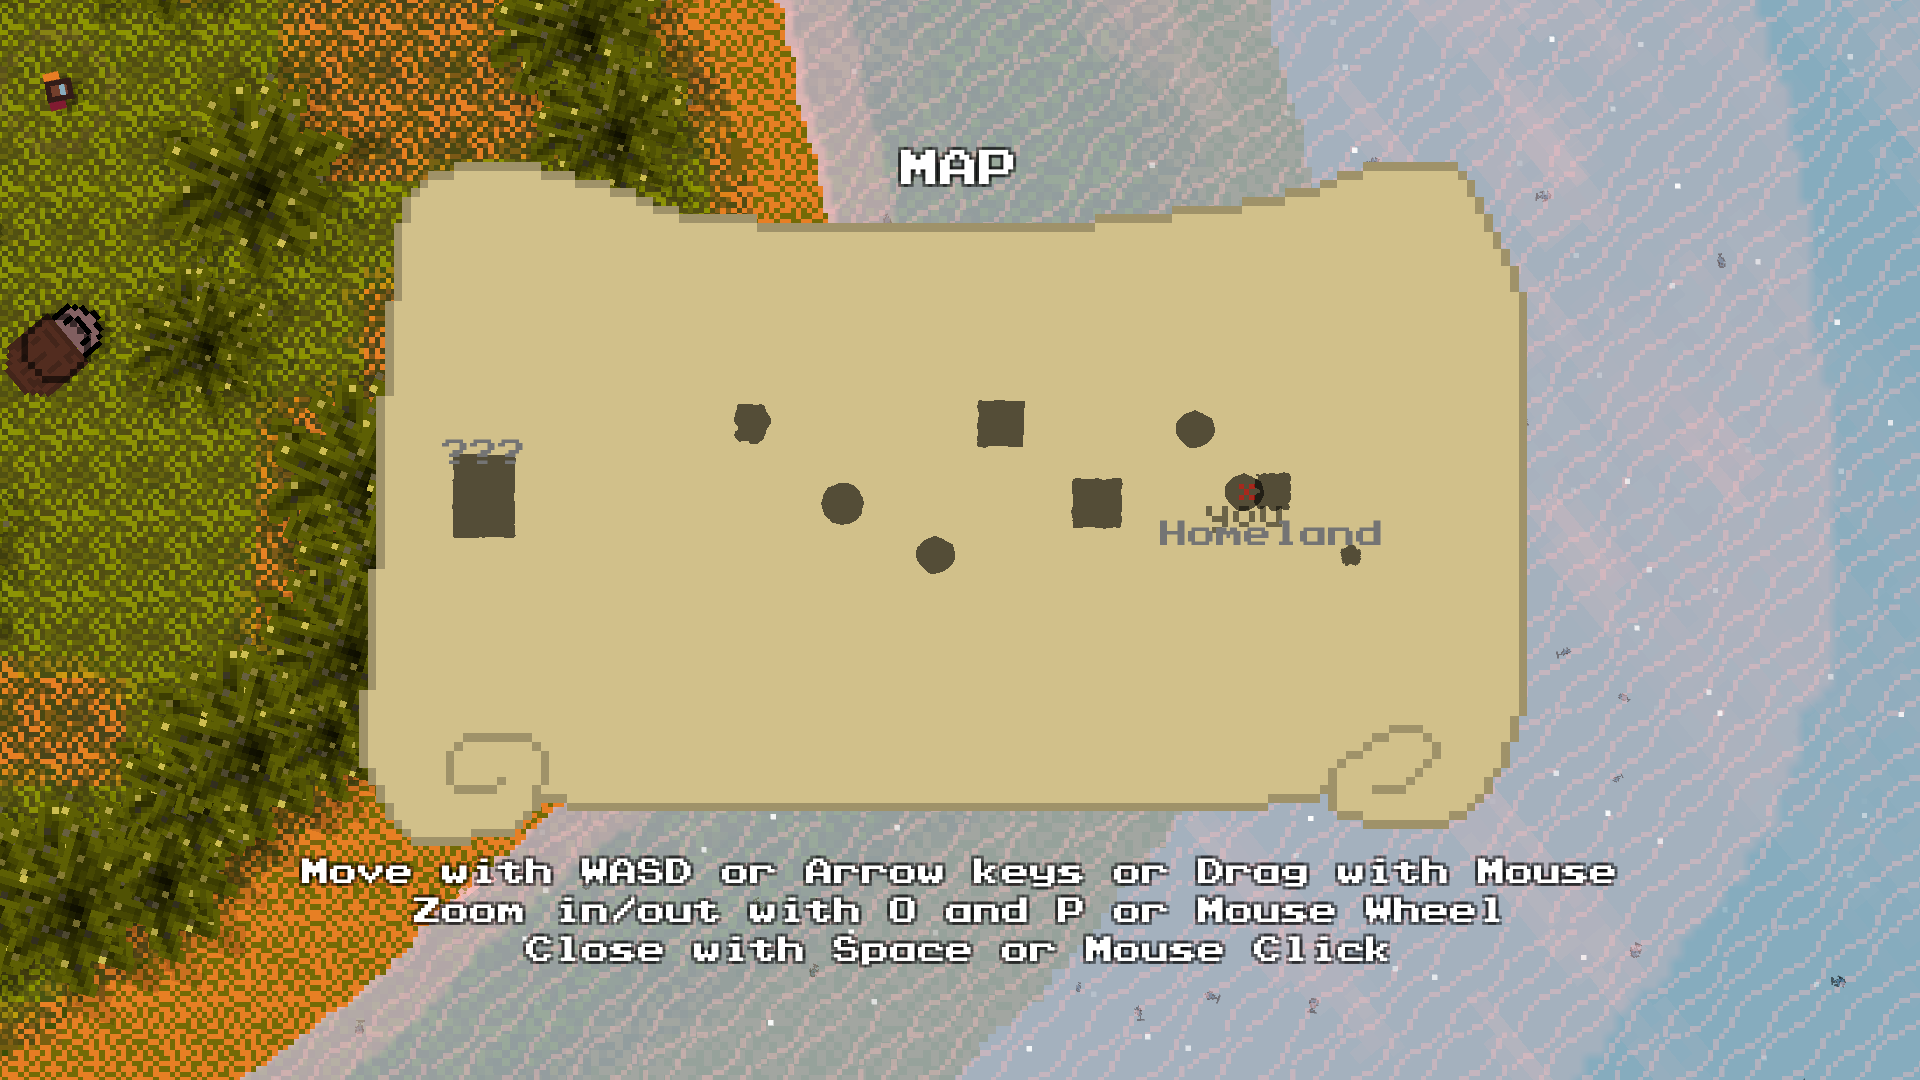 MAP
???
You
Homeland
Move with WASD or Arrow keys or Drag with Mouse
Zoom in/out with O and P or Mouse Wheel
Close with Space or Mouse Click